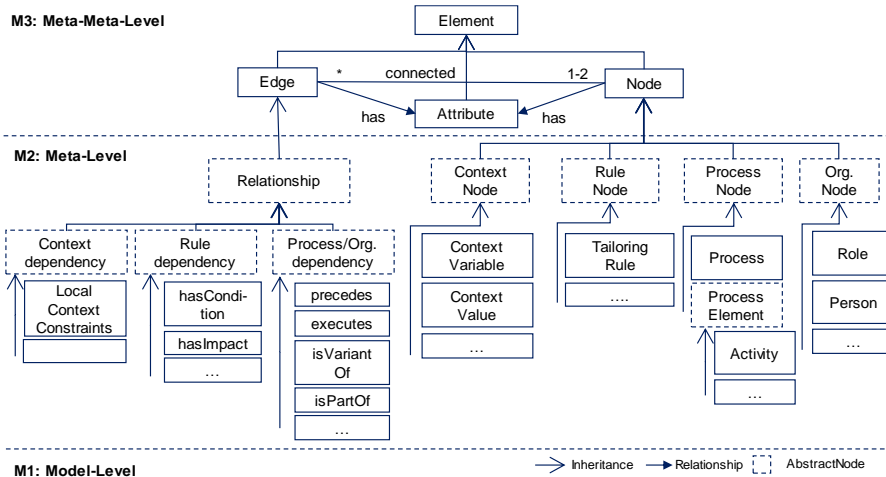 M3: Meta-Meta-Level
Element
Edge
*
connected
1-2
Node
has
Attribute
has
M2: Meta-Level
Relationship
Context
Node
Rule
Node
Process
Node
Org.
Node
Context
dependency
Rule
dependency
Process/Org.
dependency
Local
Context
Constraints
hasCondi-
tion
hasImpact
...
precedes
executes
isVariant
Of
isPartOf
...
Context
Variable
Context
Value
...
Tailoring
Rule
....
Process
Process
Element
Activity
...
Role
Person
...
M1: Model-Level
Inheritance
Relationship
AbstractNode